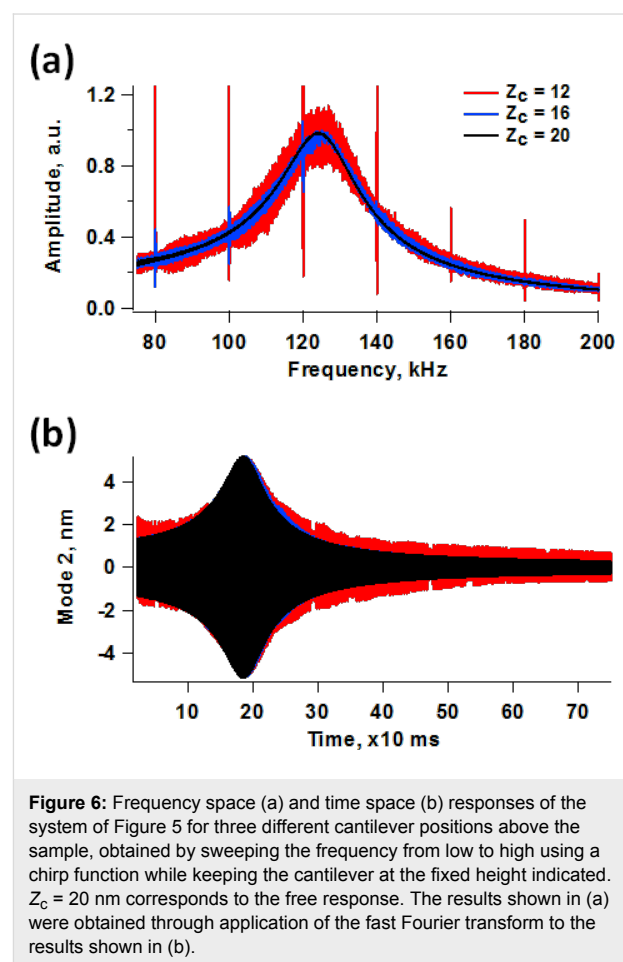 (a)
1.2
0.8
0.4
0.0
Amplitude, a.u.
Zc = 12
Zc = 16
Zc = 20
80 100 120 140 160 180 200
Frequency, kHz
(b)
4
2
0
-2
-4
Mode 2, nm
10 20 30 40 50 60 70
Time, x10 ms
Figure 6: Frequency space (a) and time space (b) responses of the
system of Figure 5 for three different cantilever positions above the
sample, obtained by sweeping the frequency from low to high using a
chirp function while keeping the cantilever at the fixed height indicated.
Zc = 20 nm corresponds to the free response. The results shown in (a)
were obtained through application of the fast Fourier transform to the
results shown in (b).